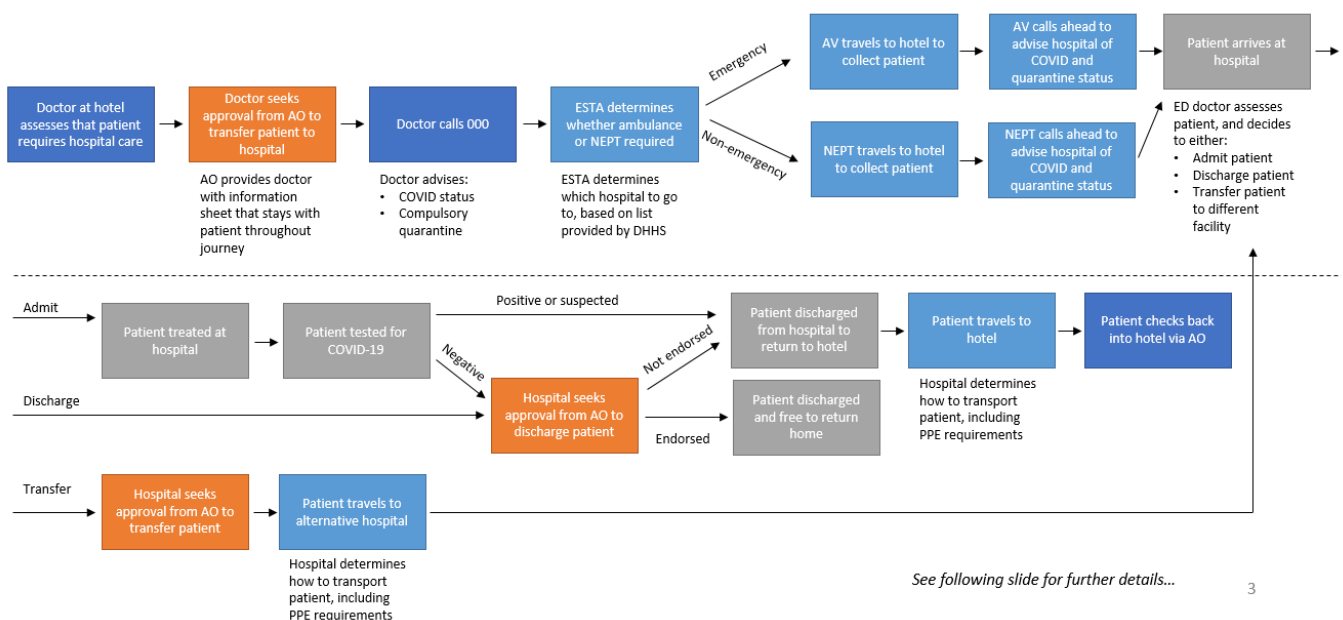 Doctor at hotel
assesses that patient
requires hospital care
Doctor seeks
approval from AO to
transfer patient to
hospital
AO provides doctor
with information
sheet that stays with
patient throughout
journey
Doctor calls 000
Doctor advises:
• COVID status
• Compulsory
quarantine
ESTA determines
whether ambulance
or NEPT required
ESTA determines
which hospital to go
to, based on list
provided by DHHS
Emergency
Non-emergency
AV travels to hotel to
collect patient
AV calls ahead to
advise hospital of
COVID and
quarantine status
NEPT travels to hotel
to collect patient
NEPT calls ahead to
advise hospital of
COVID and
quarantine status
Patient arrives at
hospital
ED doctor assesses
patient, and decides
to either:
• Admit patient
• Discharge patient
• Transfer patient
to different
facility
Admit
Patient treated at
hospital
Patient tested for
COVID-19
Positive or suspected
Negative
Discharge
Hospital seeks
approval from AO to
discharge patient
Not endorsed
Endorsed
Patient discharged
from hospital to
return to hotel
Patient discharged
and free to return
home
Patient travels to
hotel
Hospital determines
how to transport
patient, including
PPE requirements
Patient checks back
into hotel via AO
Transfer
Hospital seeks
approval from AO to
transfer patient
Patient travels to
alternative hospital
Hospital determines
how to transport
patient, including
PPE requirements
See following slide for further details...
3